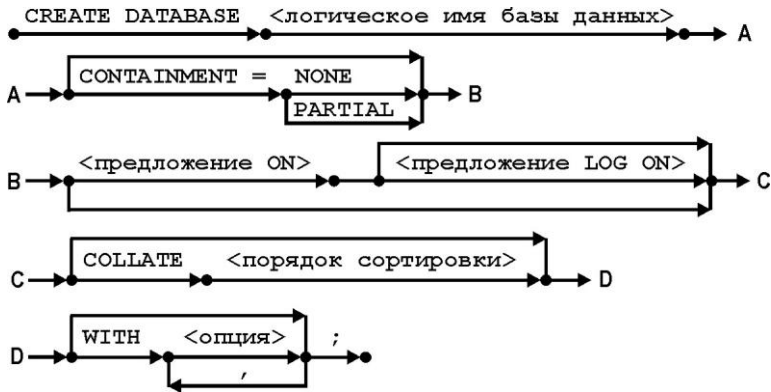 CREATE DATABASE <логическое имя базы данных> A
A CONTAINMENT = NONE B
PARTIAL
B <предложение ON> <предложение LOG ON> C
C COLLATE <порядок сортировки> D
D WITH <опция> ;
,